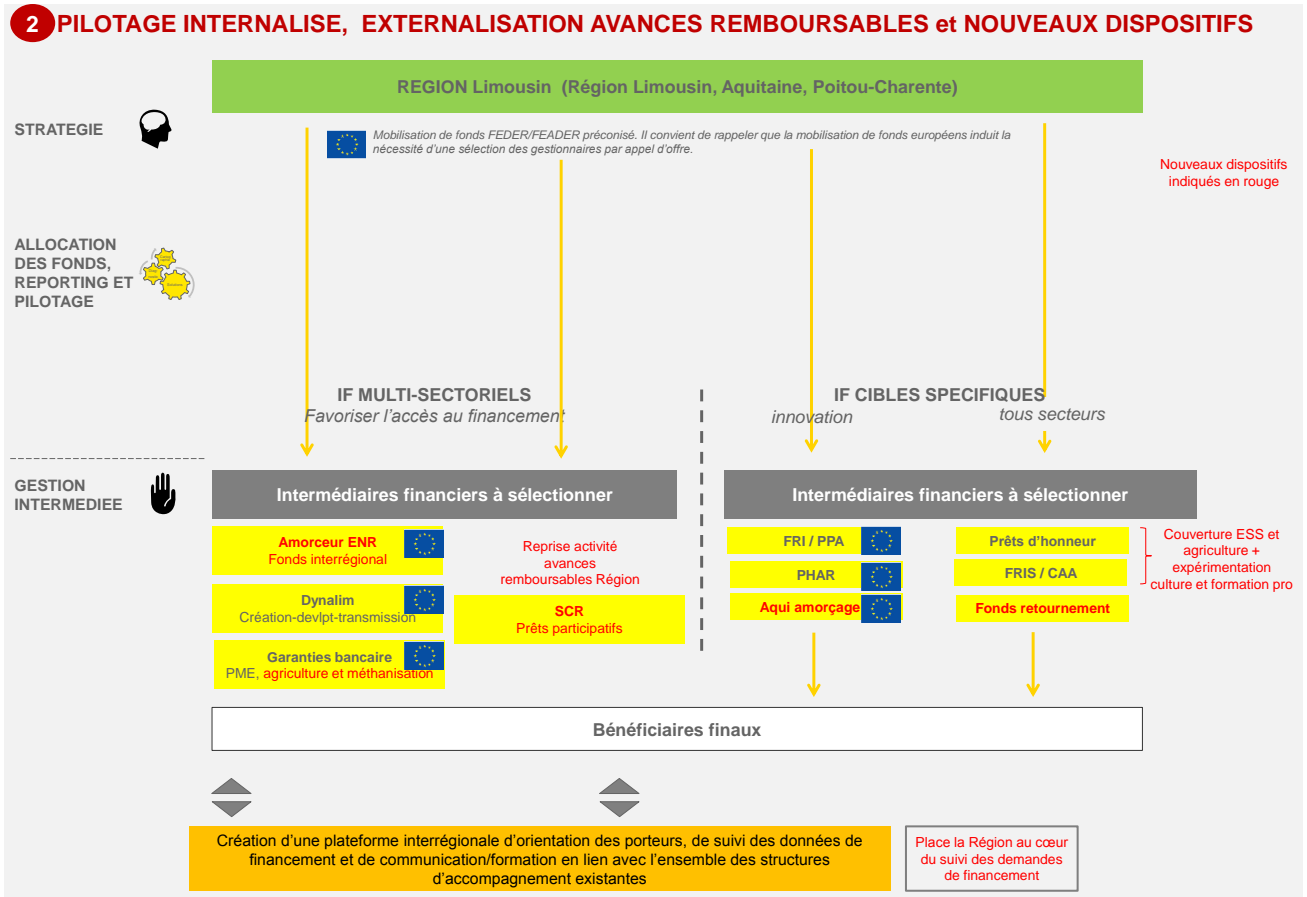 2 PILOTAGE INTERNALISE, EXTERNALISATION AVANCES REMBOURSABLES et NOUVEAUX DISPOSITIFS
REGION Limousin (Région Limousin, Aquitaine, Poitou-Charente)
STRATEGIE
Mobilisation de fonds FEDER/FEADER préconisé. Il convient de rappeler que la mobilisation de fonds européens induit la
nécessité d'une sélection des gestionnaires par appel d'offre.
Nouveaux dispositifs
indiqués en rouge
ALLOCATION
DES FONDS,
REPORTING ET
PILOTAGE
IF MULTI-SECTORIELS
Favoriser l'accès au financement
IF CIBLES SPECIFIQUES
innovation
tous secteurs
GESTION
INTERMEDIEE
Intermédiaires financiers à sélectionner
Intermédiaires financiers à sélectionner
Amorceur ENR
Fonds interrégional
Dynalim
Création-devlpt-transmission
Garanties bancaire
PME, agriculture et méthanisation
Reprise activité
avances
remboursables Région
SCR
Prêts participatifs
FRI / PPA
PHAR
Aqui amorçage
Prêts d'honneur
FRIS / CAA
Fonds retournement
Couverture ESS et
agriculture +
expérimentation
culture et formation pro
Bénéficiaires finaux
Création d'une plateforme interrégionale d'orientation des porteurs, de suivi des données de
financement et de communication/formation en lien avec l'ensemble des structures
d'accompagnement existantes
Place la Région au cœur
du suivi des demandes
de financement